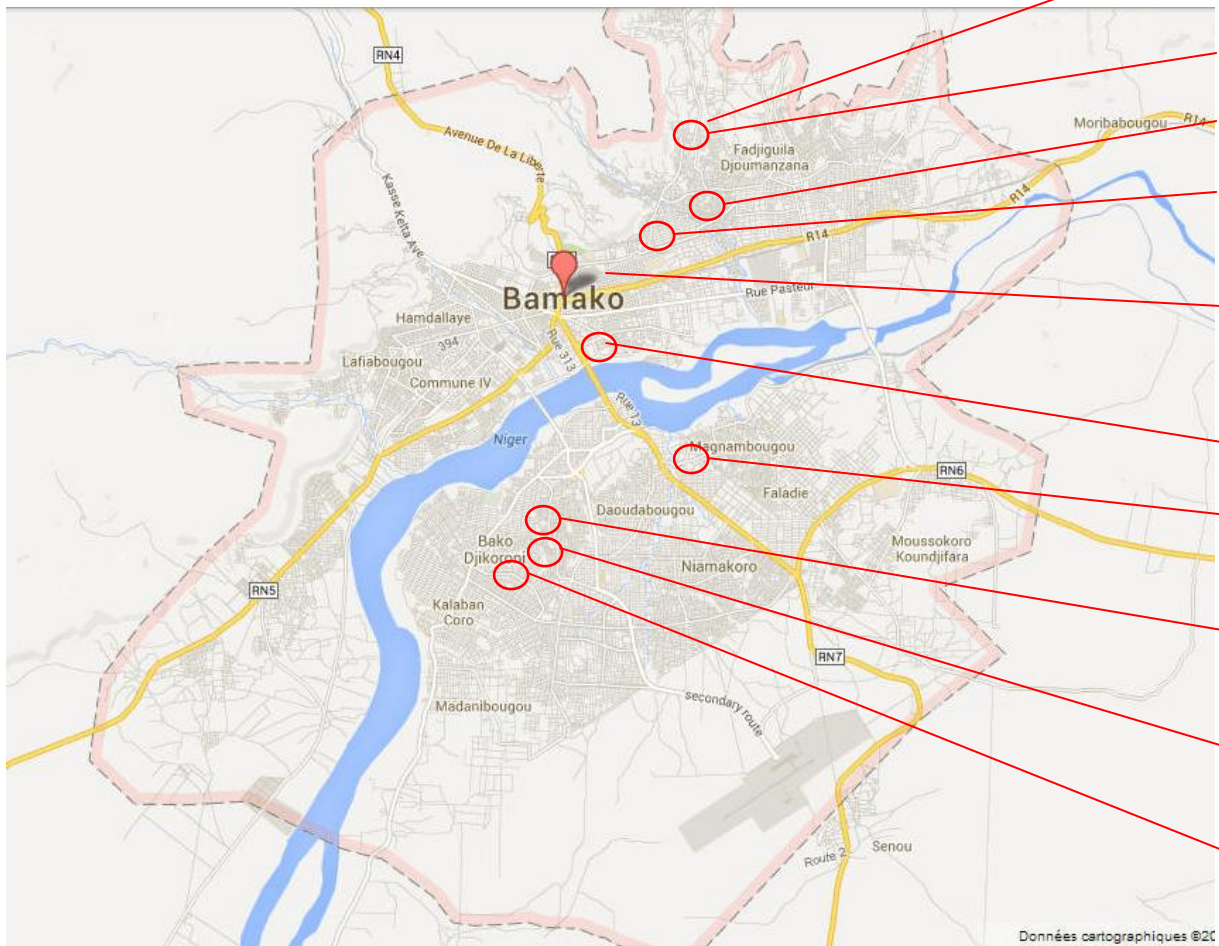 RN4
Avenue De La Liberte
Moribabougou
R14
Fadjiguila
Djoumanzana
Kasse Keita Ave
R14
R14
Bamako
Rue Pasteur
Hamdallaye
394
Rue 313
Lafiabougou
Commune IV
Rue 13
Niger
Magnambougou
RN6
Faladie
Daoudabougou
Bako
Djikoroni
Moussokoro
Koundjifara
Niamakoro
RN5
Kalaban
Coro
RN7
secondary route
Madanibougou
Senou
Route 2
Données cartographiques ©20